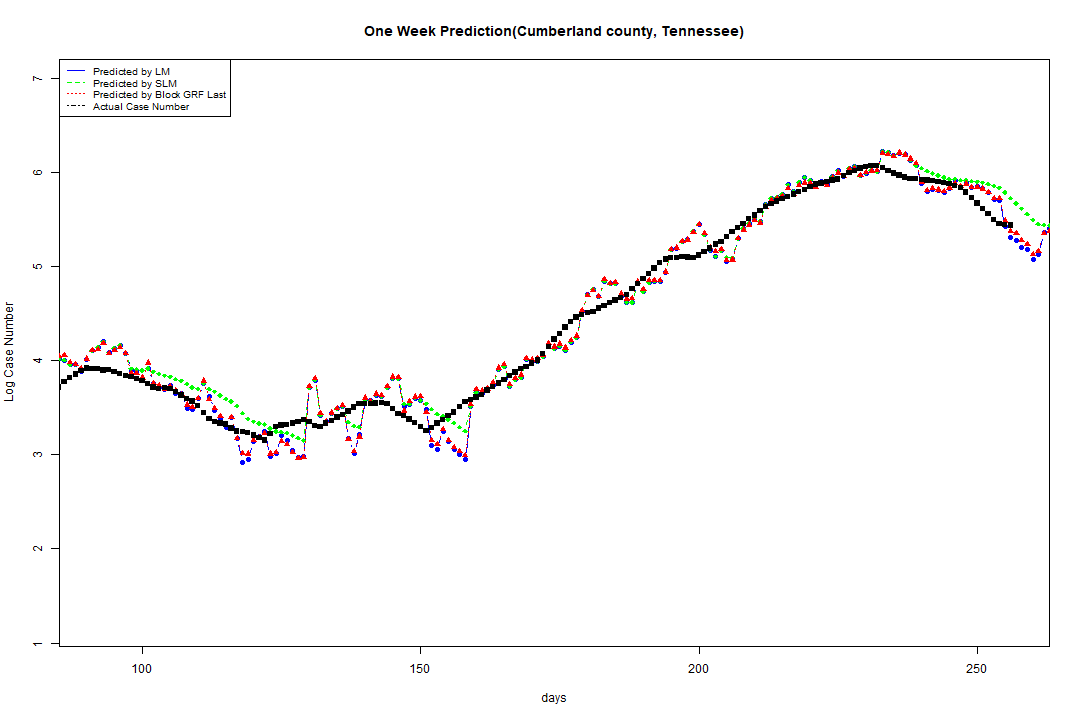 One Week Prediction(Cumberland county, Tennessee)
Predicted by LM
Predicted by SLM
Predicted by Block GRF Last
Actual Case Number
7
6
5
4
3
2
1
Log Case Number
100 150 200 250
days